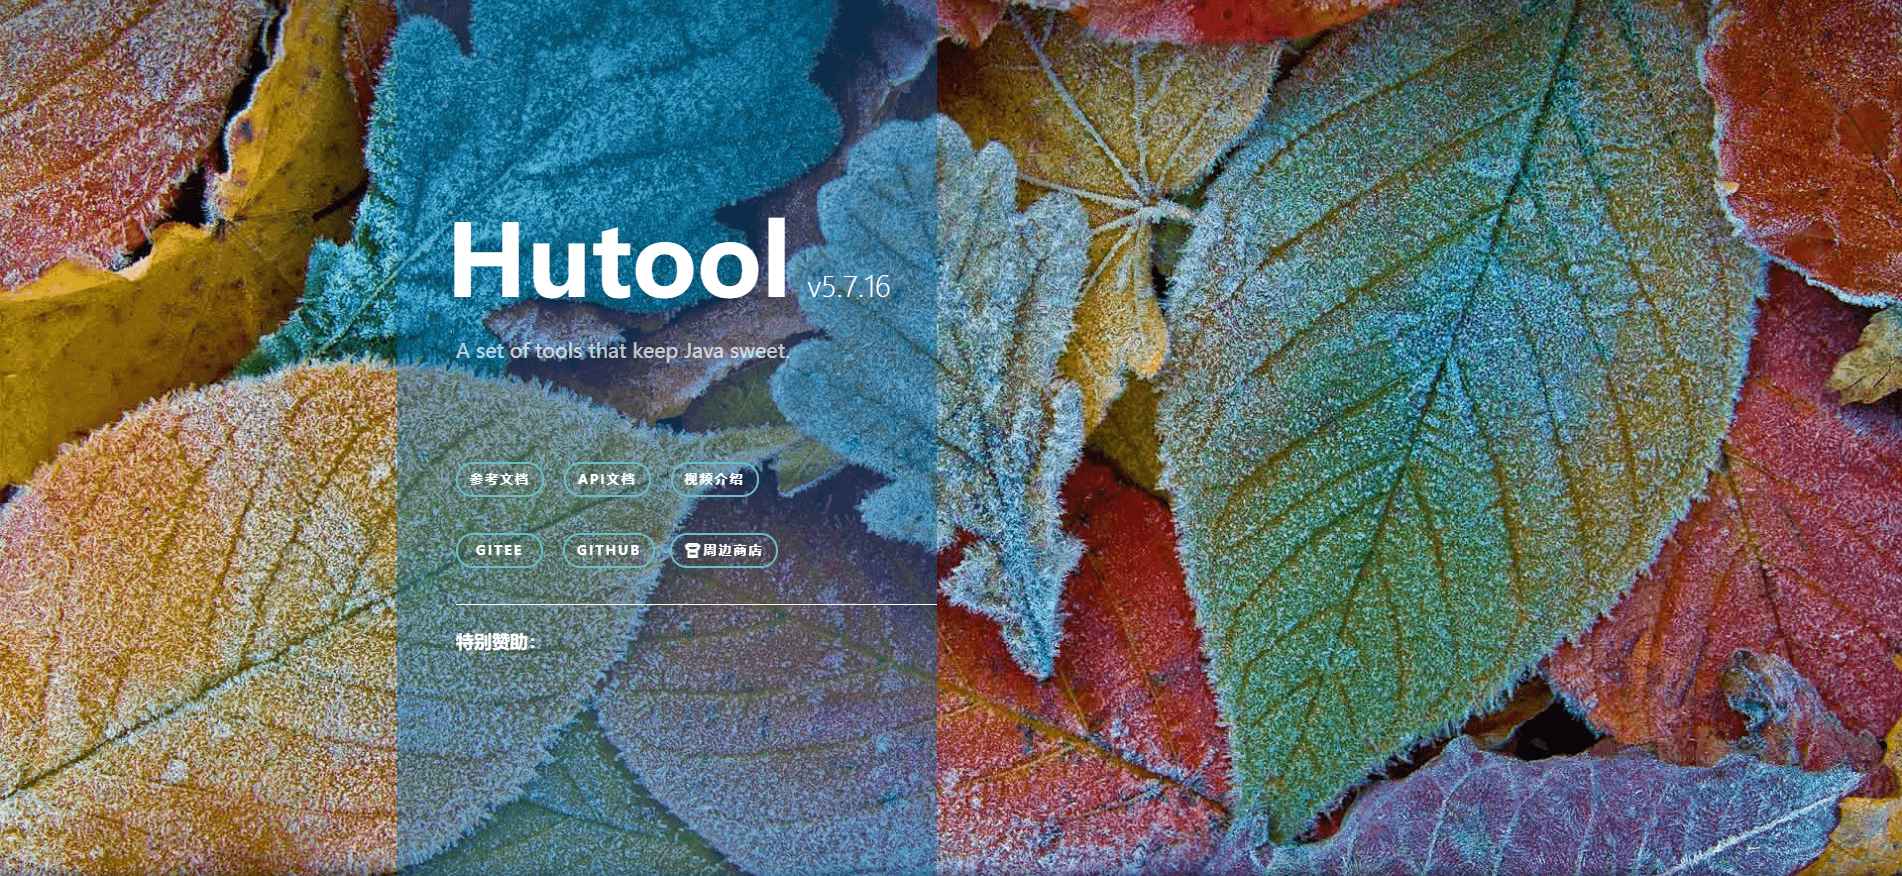 Hutool v5.7.16
A set of tools that keep Java sweet.
参考文档 API文档 视频介绍
GITEE GITHUB 周边商店
特别赞助：